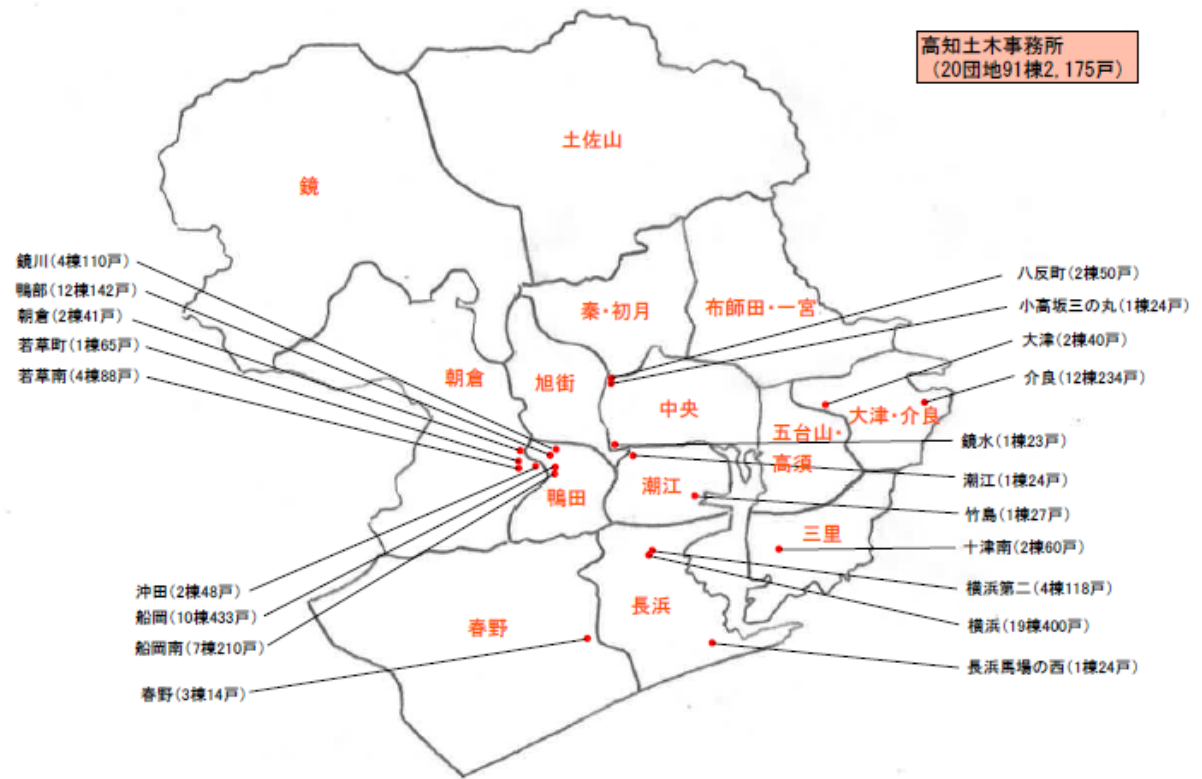 高知土木事務所
(20団地91棟2,175戸)
土佐山
鏡
鏡川(4棟110戸)
鴨部(12棟142戸)
朝倉(2棟41戸)
若草町(1棟65戸)
若草南(4棟88戸)
秦・初月
布師田・一宮
八反町(2棟50戸)
小高坂三の丸(1棟24戸)
大津(2棟40戸)
介良(12棟234戸)
朝倉
旭街
中央
大津・介良
五台山・
高須
鏡水(1棟23戸)
潮江(1棟24戸)
竹島(1棟27戸)
十津南(2棟60戸)
鴨田
潮江
三里
沖田(2棟48戸)
船岡(10棟433戸)
船岡南(7棟210戸)
春野(3棟14戸)
春野
長浜
横浜第二(4棟118戸)
横浜(19棟400戸)
長浜馬場の西(1棟24戸)